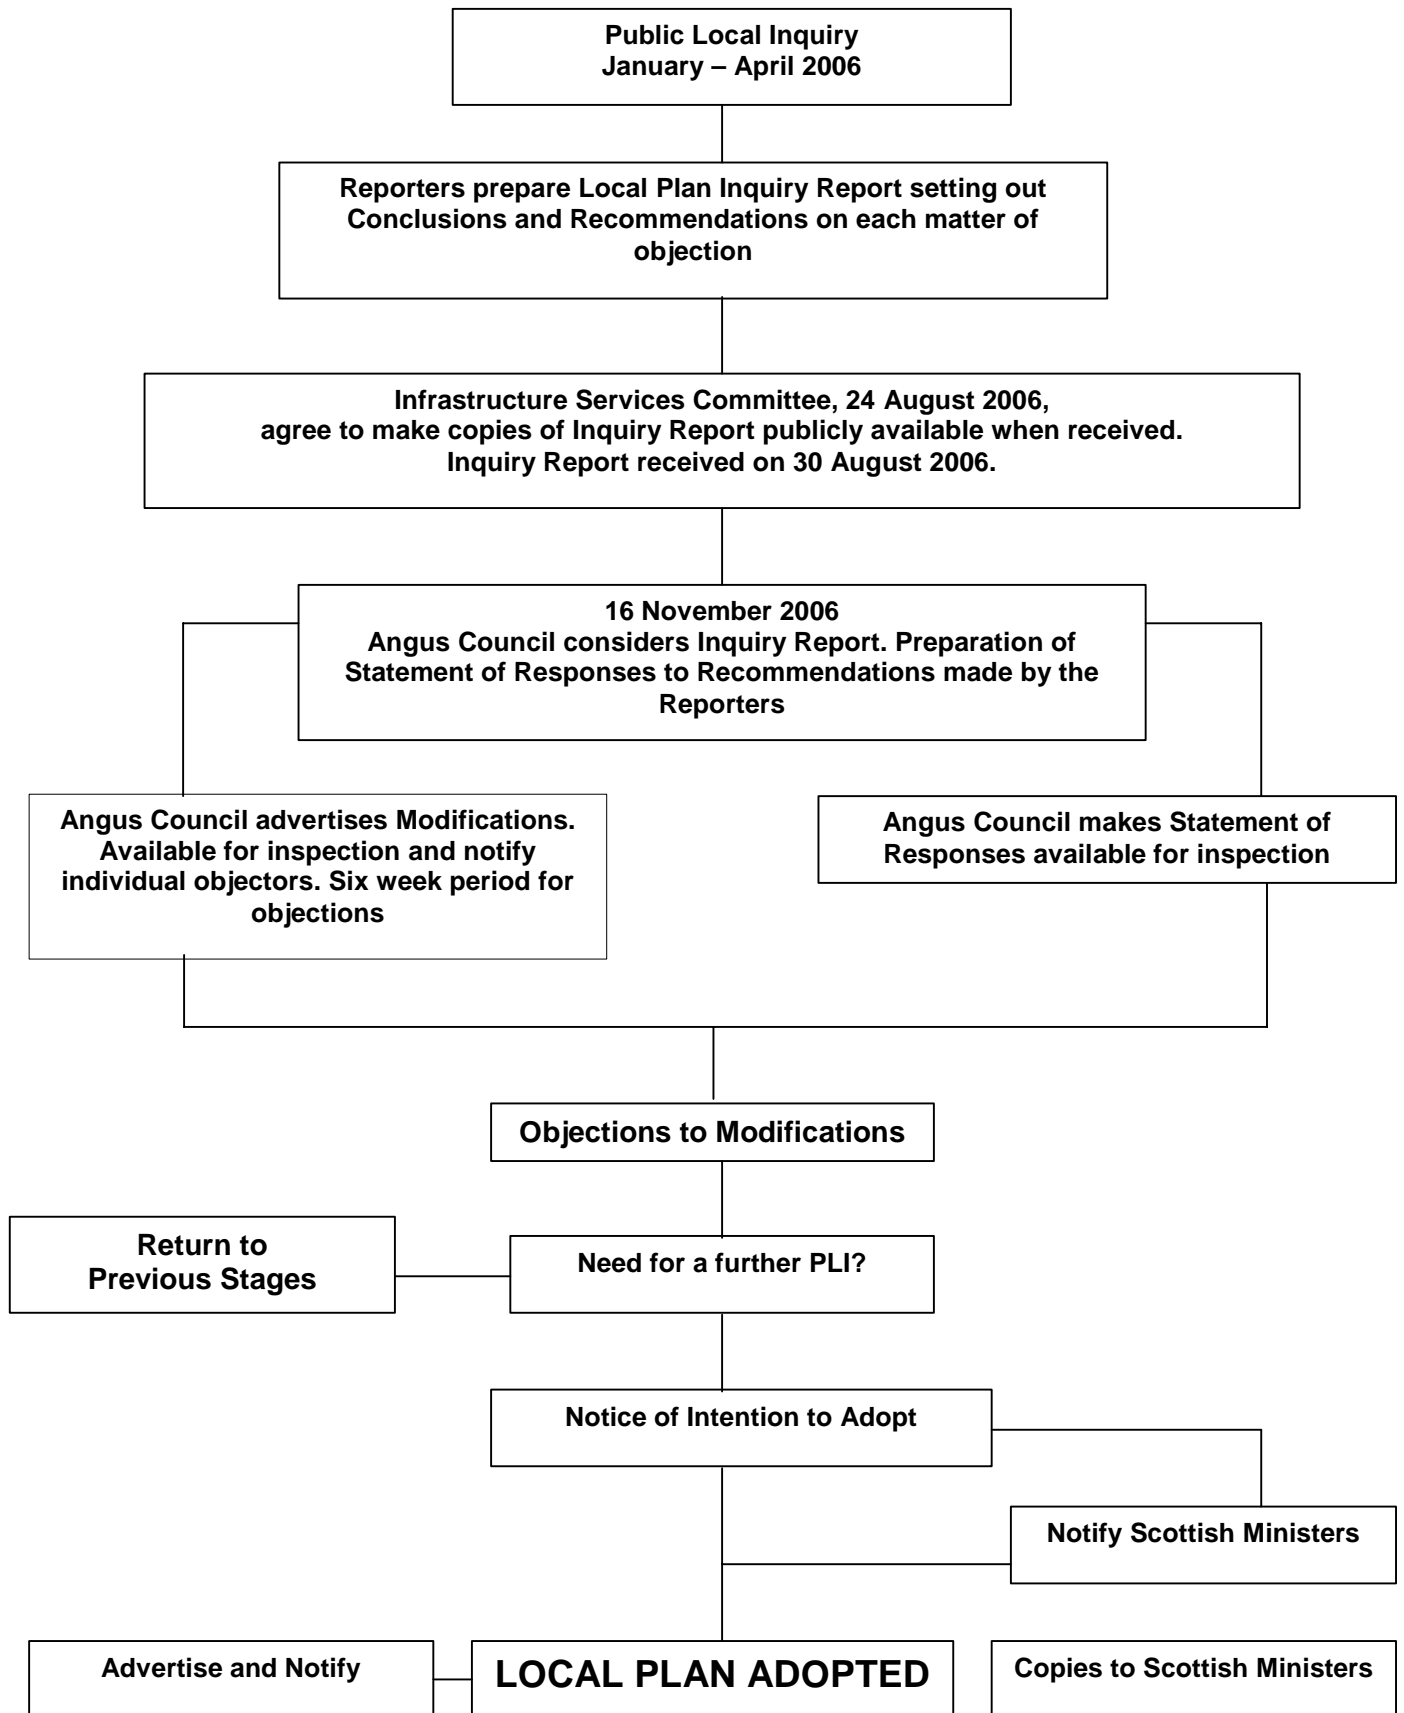 Public Local Inquiry
January – April 2006
Reporters prepare Local Plan Inquiry Report setting out
Conclusions and Recommendations on each matter of
objection
Infrastructure Services Committee, 24 August 2006,
agree to make copies of Inquiry Report publicly available when received.
Inquiry Report received on 30 August 2006.
16 November 2006
Angus Council considers Inquiry Report. Preparation of
Statement of Responses to Recommendations made by the
Reporters
Angus Council advertises Modifications.
Available for inspection and notify
individual objectors. Six week period for
objections
Angus Council makes Statement of
Responses available for inspection
Objections to Modifications
Return to
Previous Stages
Need for a further PLI?
Notice of Intention to Adopt
Notify Scottish Ministers
Advertise and Notify
LOCAL PLAN ADOPTED
Copies to Scottish Ministers